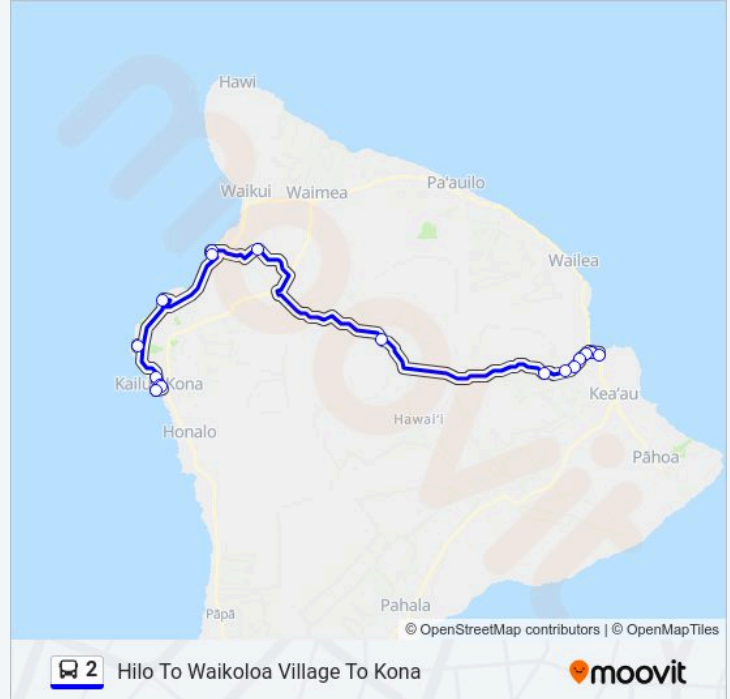 Hawi
Waikui
Waimea
Pa'auilo
Wailea
Kailua-Kona
Kea'au
Honalo
Hawai'i
Pāhoa
Pahala
Pāpā
moovit
© OpenStreetMap contributors | © OpenMapTiles
2 Hilo To Waikoloa Village To Kona
moovit